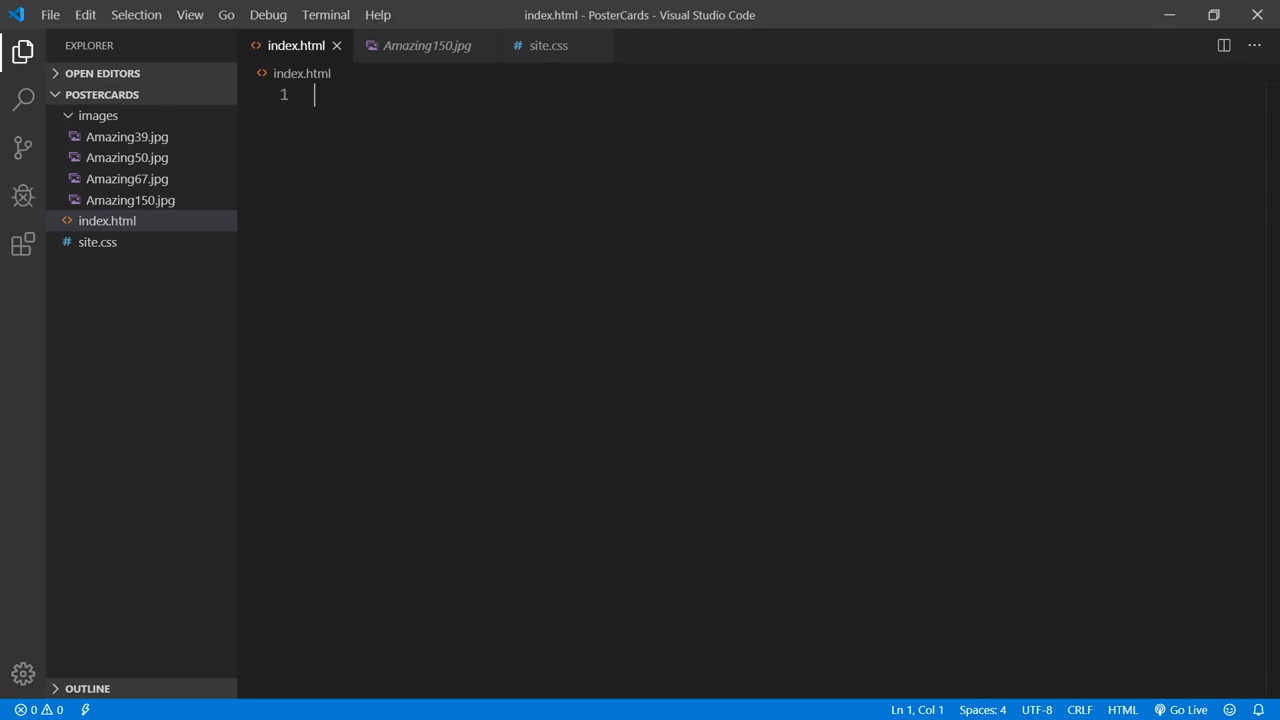 File Edit Selection View Go Debug Terminal Help index.html - PosterCards - Visual Studio Code
EXPLORER
index.html Amazing150.jpg # site.css
OPEN EDITORS
index.html
POSTERCARDS
1
images
Amazing39.jpg
Amazing50.jpg
Amazing67.jpg
Amazing150.jpg
index.html
# site.css
OUTLINE
0 0 Ln 1, Col 1 Spaces: 4 UTF-8 CRLF HTML Go Live